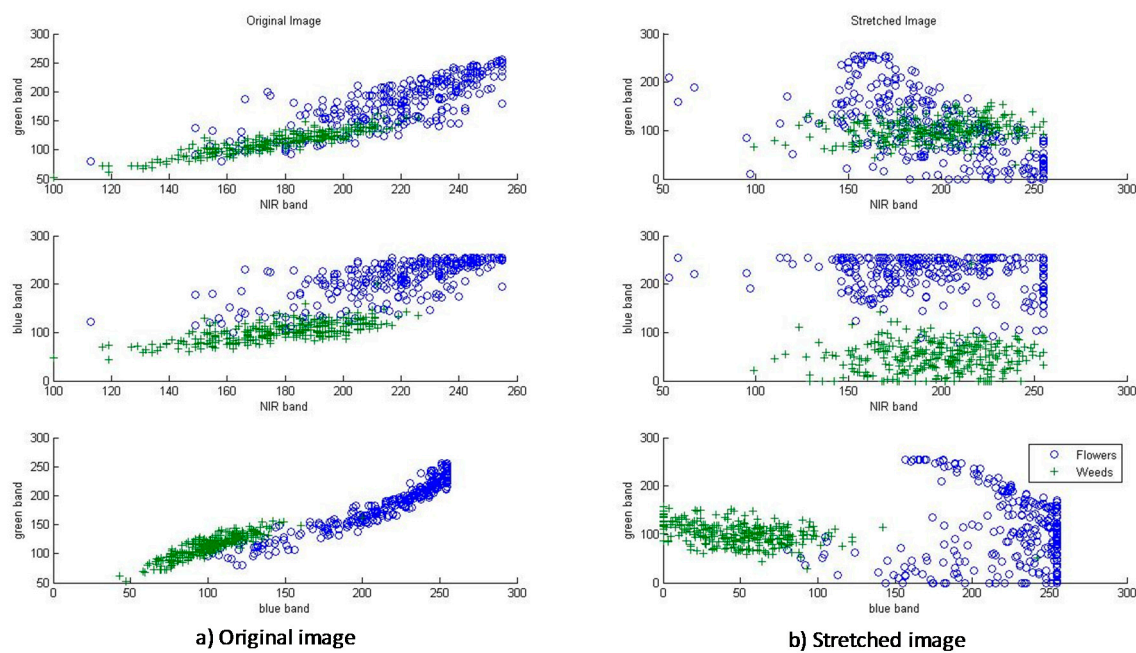 Original Image
300
250
200
150
100
50
green band
100 120 140 160 180 200 220 240 260
NIR band
300
200
100
0
blue band
100 120 140 160 180 200 220 240 260
NIR band
300
250
200
150
100
50
green band
0 50 100 150 200 250 300
blue band
a) Original image
Stretched Image
300
200
100
0
green band
50 100 150 200 250 300
NIR band
300
200
100
0
blue band
50 100 150 200 250 300
NIR band
Flowers
Weeds
300
200
100
0
green band
0 50 100 150 200 250 300
blue band
b) Stretched image